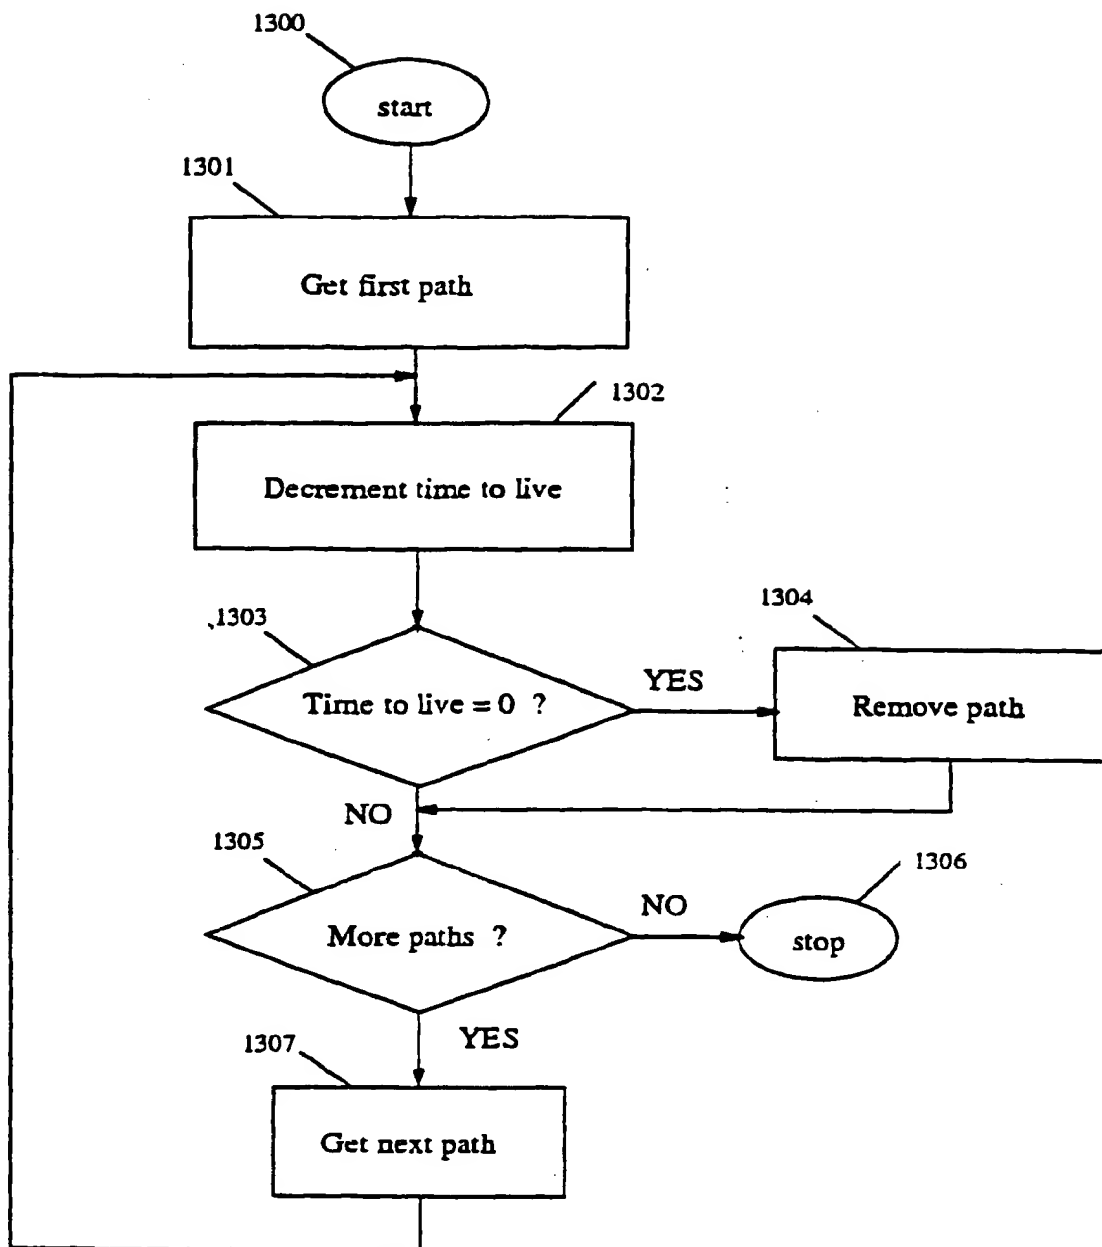 1300
start
1301
Get first path
1302
Decrement time to live
1303
Time to live = 0 ?
YES
1304
Remove path
NO
1305
More paths ?
NO
1306
stop
YES
1307
Get next path